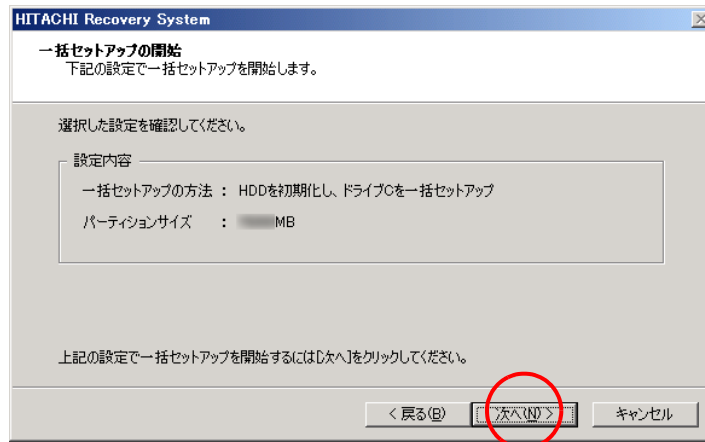 HITACHI Recovery System
一括セットアップの開始
下記の設定で一括セットアップを開始します。
選択した設定を確認してください。
設定内容
一括セットアップの方法 : HDDを初期化し、ドライブCを一括セットアップ
パーティションサイズ : MB
上記の設定で一括セットアップを開始するには[次へ]をクリックしてください。
< 戻る(B) 次へ(N) > キャンセル